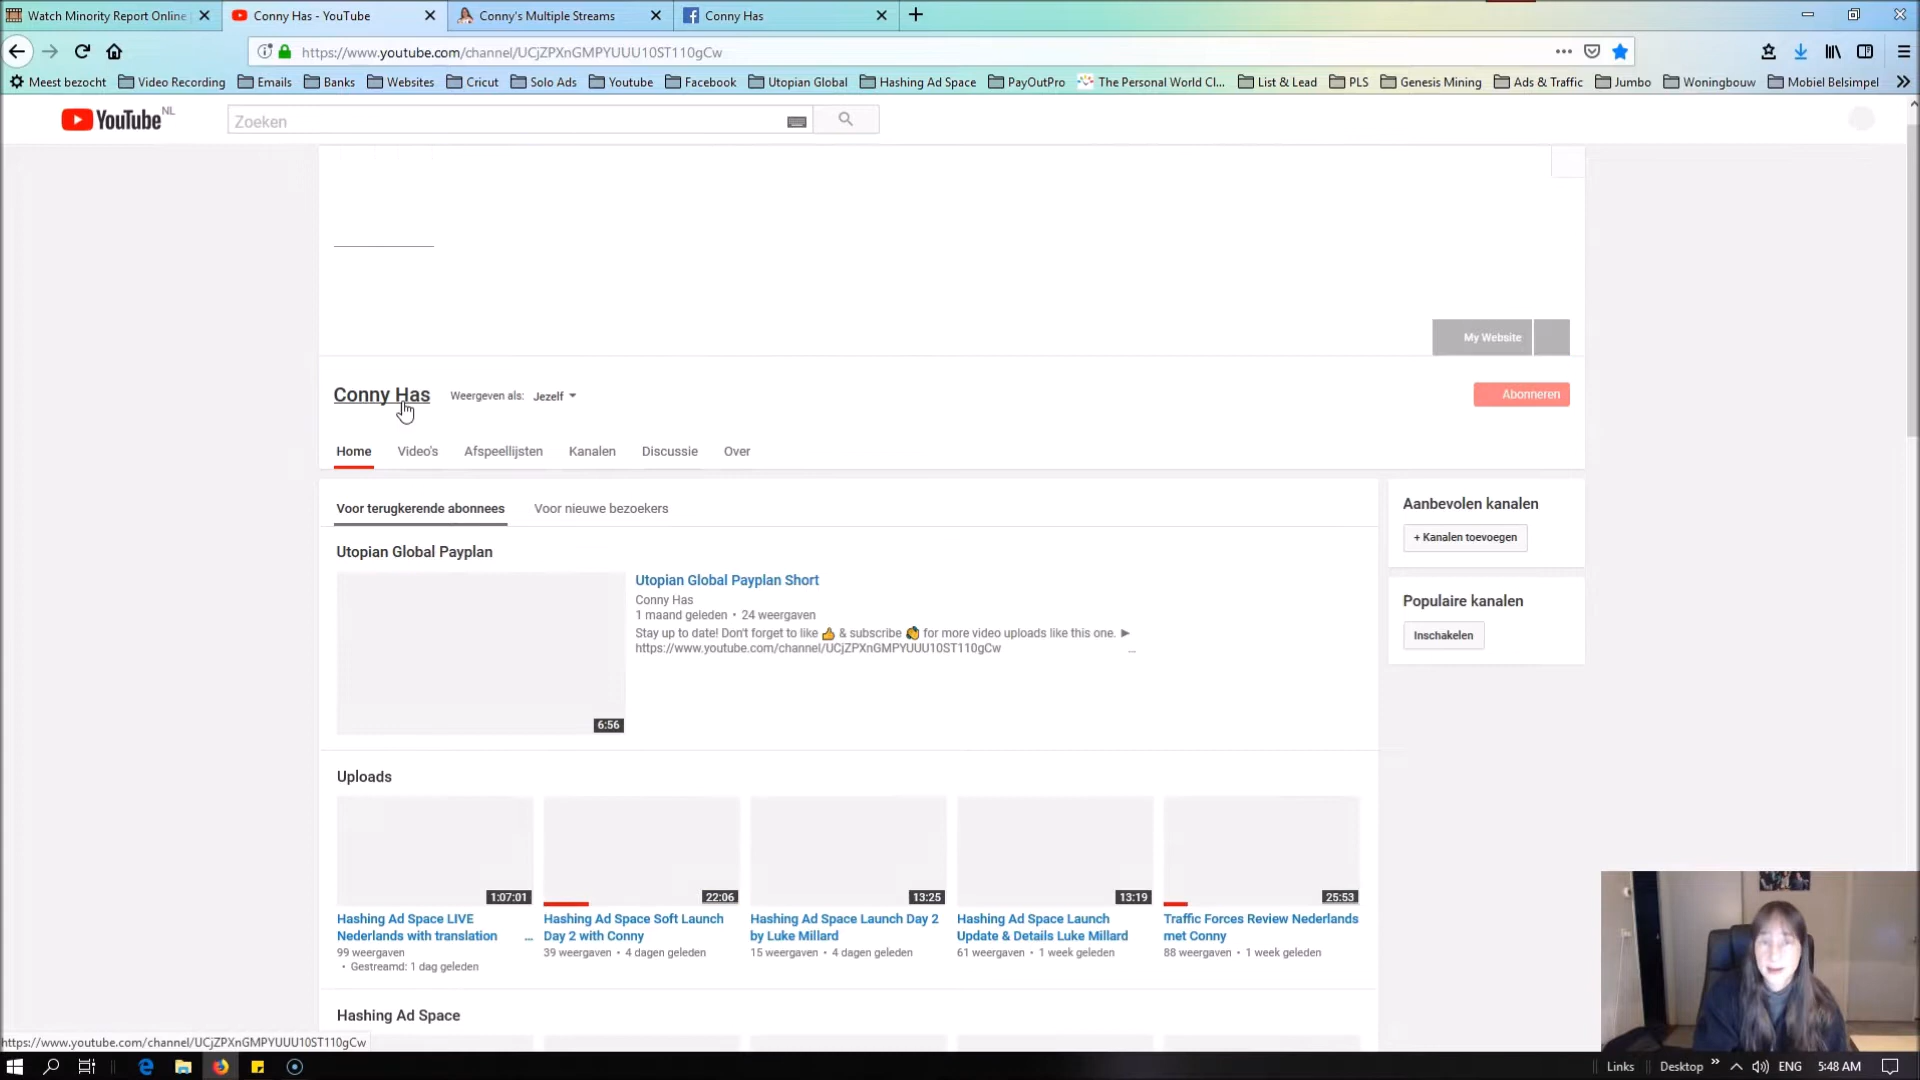 Watch Minority Report Online
Conny Has - YouTube
Conny's Multiple Streams
Conny Has
https://www.youtube.com/channel/UCjZPXnGMPYUUU10ST110gCw
Meest bezocht
Video Recording
Emails
Banks
Websites
Cricut
Solo Ads
Youtube
Facebook
Utopian Global
Hashing Ad Space
PayOutPro
The Personal World Cl...
List & Lead
PLS
Genesis Mining
Ads & Traffic
Jumbo
Woningbouw
Mobiel Belsimpel
YouTube NL
Zoeken
My Website
Conny Has
Weergeven als: Jezelf
Abonneren
Home
Video's
Afspeellijsten
Kanalen
Discussie
Over
Voor terugkerende abonnees
Voor nieuwe bezoekers
Aanbevolen kanalen
+ Kanalen toevoegen
Populaire kanalen
Inschakelen
Utopian Global Payplan
6:56
Utopian Global Payplan Short
Conny Has
1 maand geleden • 24 weergaven
Stay up to date! Don't forget to like 👍 & subscribe 👏 for more video uploads like this one. ►
https://www.youtube.com/channel/UCjZPXnGMPYUUU10ST110gCw ...
Uploads
1:07:01
Hashing Ad Space LIVE
Nederlands with translation ...
99 weergaven
• Gestreamd: 1 dag geleden
22:06
Hashing Ad Space Soft Launch
Day 2 with Conny
39 weergaven • 4 dagen geleden
13:25
Hashing Ad Space Launch Day 2
by Luke Millard
15 weergaven • 4 dagen geleden
13:19
Hashing Ad Space Launch
Update & Details Luke Millard
61 weergaven • 1 week geleden
25:53
Traffic Forces Review Nederlands
met Conny
88 weergaven • 1 week geleden
Hashing Ad Space
https://www.youtube.com/channel/UCjZPXnGMPYUUU10ST110gCw
Links
Desktop
ENG
5:48 AM